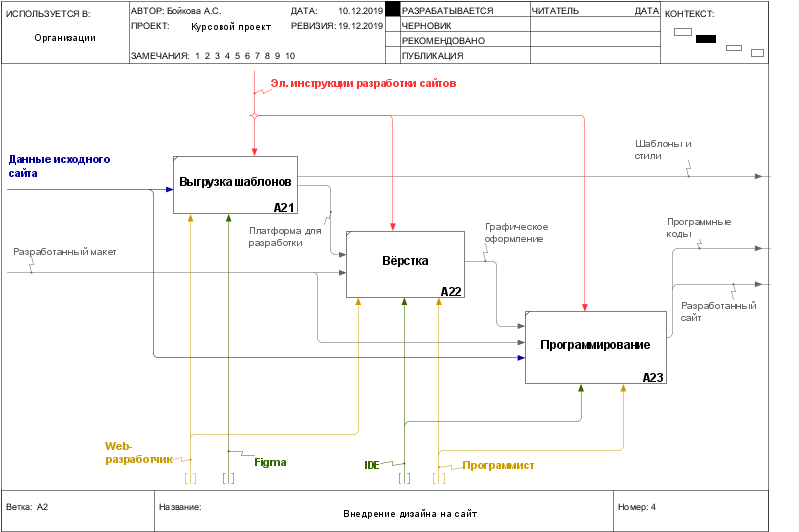 ИСПОЛЬЗУЕТСЯ В:
Организации
АВТОР: Бойкова А.С.
ДАТА: 10.12.2019
ПРОЕКТ: Курсовой проект
РЕВИЗИЯ: 19.12.2019
ЗАМЕЧАНИЯ: 1 2 3 4 5 6 7 8 9 10
РАЗРАБАТЫВАЕТСЯ
ЧЕРНОВИК
РЕКОМЕНДОВАНО
ПУБЛИКАЦИЯ
ЧИТАТЕЛЬ ДАТА
КОНТЕКСТ:
Эл. инструкции разработки сайтов
Шаблоны и
стили
Данные исходного
сайта
Выгрузка шаблонов
A21
Платформа для
разработки
Графическое
оформление
Программные
коды
Разработанный макет
Вёрстка
A22
Разработанный
сайт
Программирование
A23
Web-
разработчик
Figma
IDE
Программист
Ветка: A2
Название:
Внедрение дизайна на сайт
Номер: 4